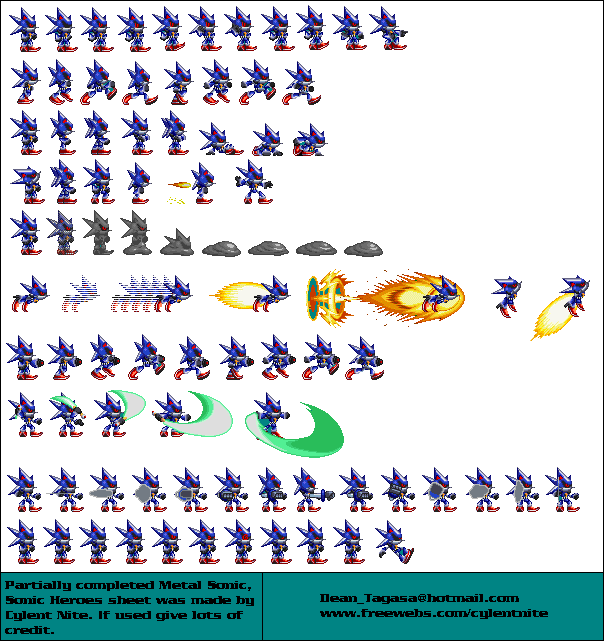 Partially completed Metal Sonic,
Sonic Heroes sheet was made by
Cylent Nite. If used give lots of
credit.
Dean_Tagasa@hotmail.com
www.freewebs.com/cylentnite